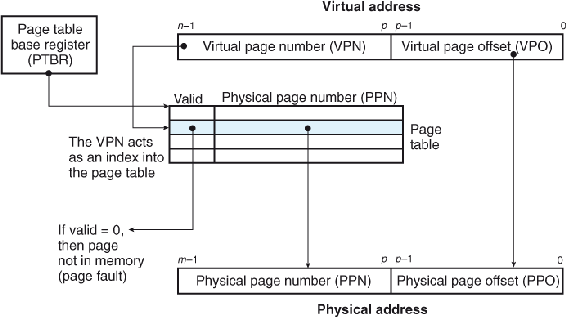 Virtual address
n–1
p p–1
0
Page table
base register
(PTBR)
Virtual page number (VPN)
Virtual page offset (VPO)
Valid
Physical page number (PPN)
The VPN acts
as an index into
the page table
Page
table
If valid = 0,
then page
not in memory
(page fault)
m–1
p p–1
0
Physical page number (PPN)
Physical page offset (PPO)
Physical address